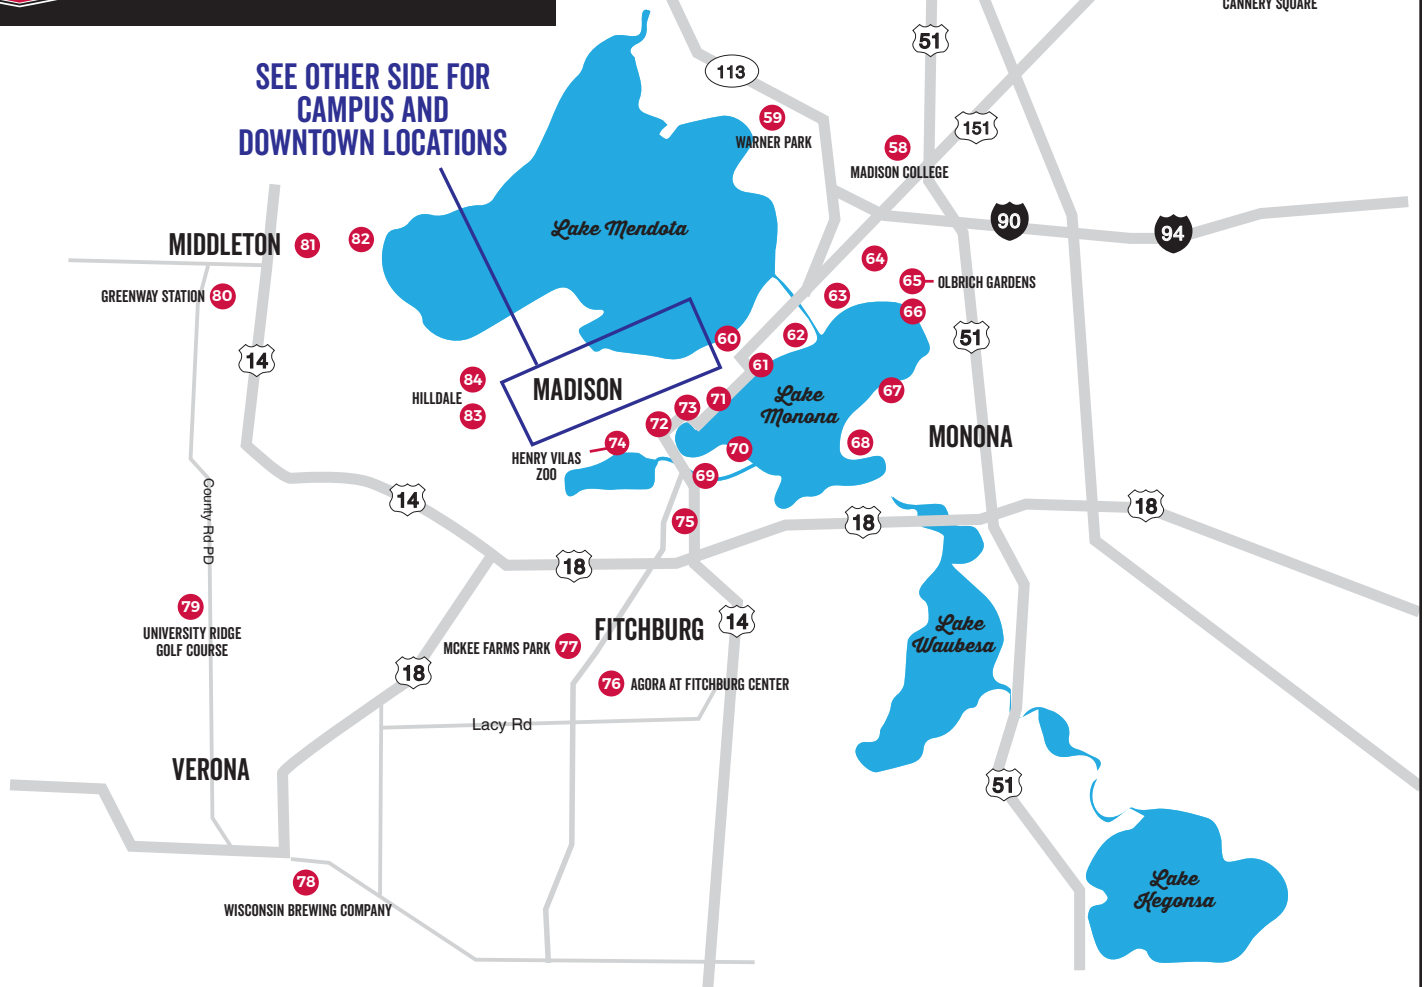 CANNERY SQUARE
51
SEE OTHER SIDE FOR
CAMPUS AND
DOWNTOWN LOCATIONS
113
59
WARNER PARK
151
58
MADISON COLLEGE
Lake Mendota
90
94
MIDDLETON
81
82
64
65
OLBRICH GARDENS
GREENWAY STATION
80
63
66
62
60
51
14
61
84
HILLDALE
83
MADISON
Lake
Monona
67
71
73
72
74
HENRY VILAS
ZOO
70
68
MONONA
69
14
County Rd PD
75
18
18
18
79
UNIVERSITY RIDGE
GOLF COURSE
FITCHBURG
14
Lake
Waubesa
MCKEE FARMS PARK
77
18
76
AGORA AT FITCHBURG CENTER
Lacy Rd
VERONA
51
78
WISCONSIN BREWING COMPANY
Lake
Kegonsa